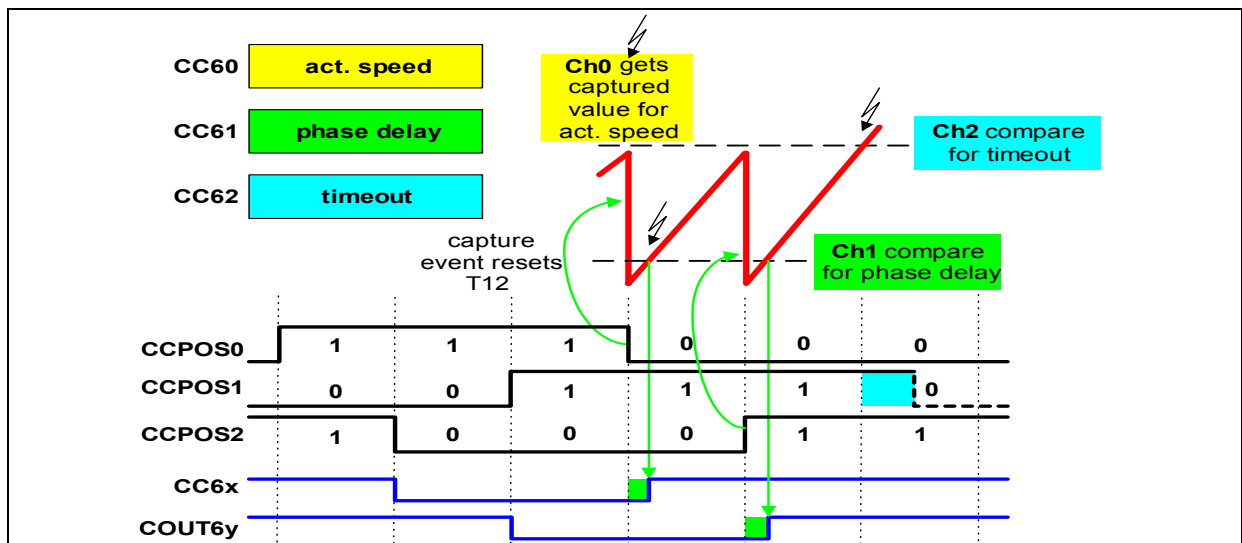 CC60 act. speed
CC61 phase delay
CC62 timeout
Ch0 gets
captured
value for
act. speed
Ch2 compare
for timeout
capture
event resets
T12
Ch1 compare
for phase delay
CCPOS0 1 1 1 0 0 0
CCPOS1 0 0 1 1 1 0
CCPOS2 1 0 0 0 1 1
CC6x
COUT6y